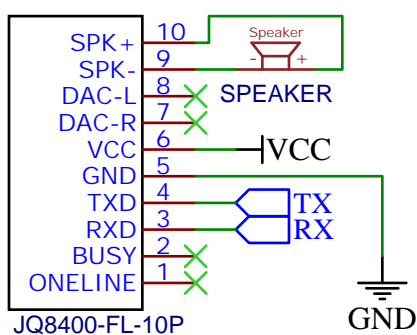 SPK+ 10 Speaker
SPK- 9 - +
DAC-L 8 SPEAKER
DAC-R 7
VCC 6 VCC
GND 5
TXD 4 TX
RXD 3 RX
BUSY 2
ONELINE 1
JQ8400-FL-10P GND